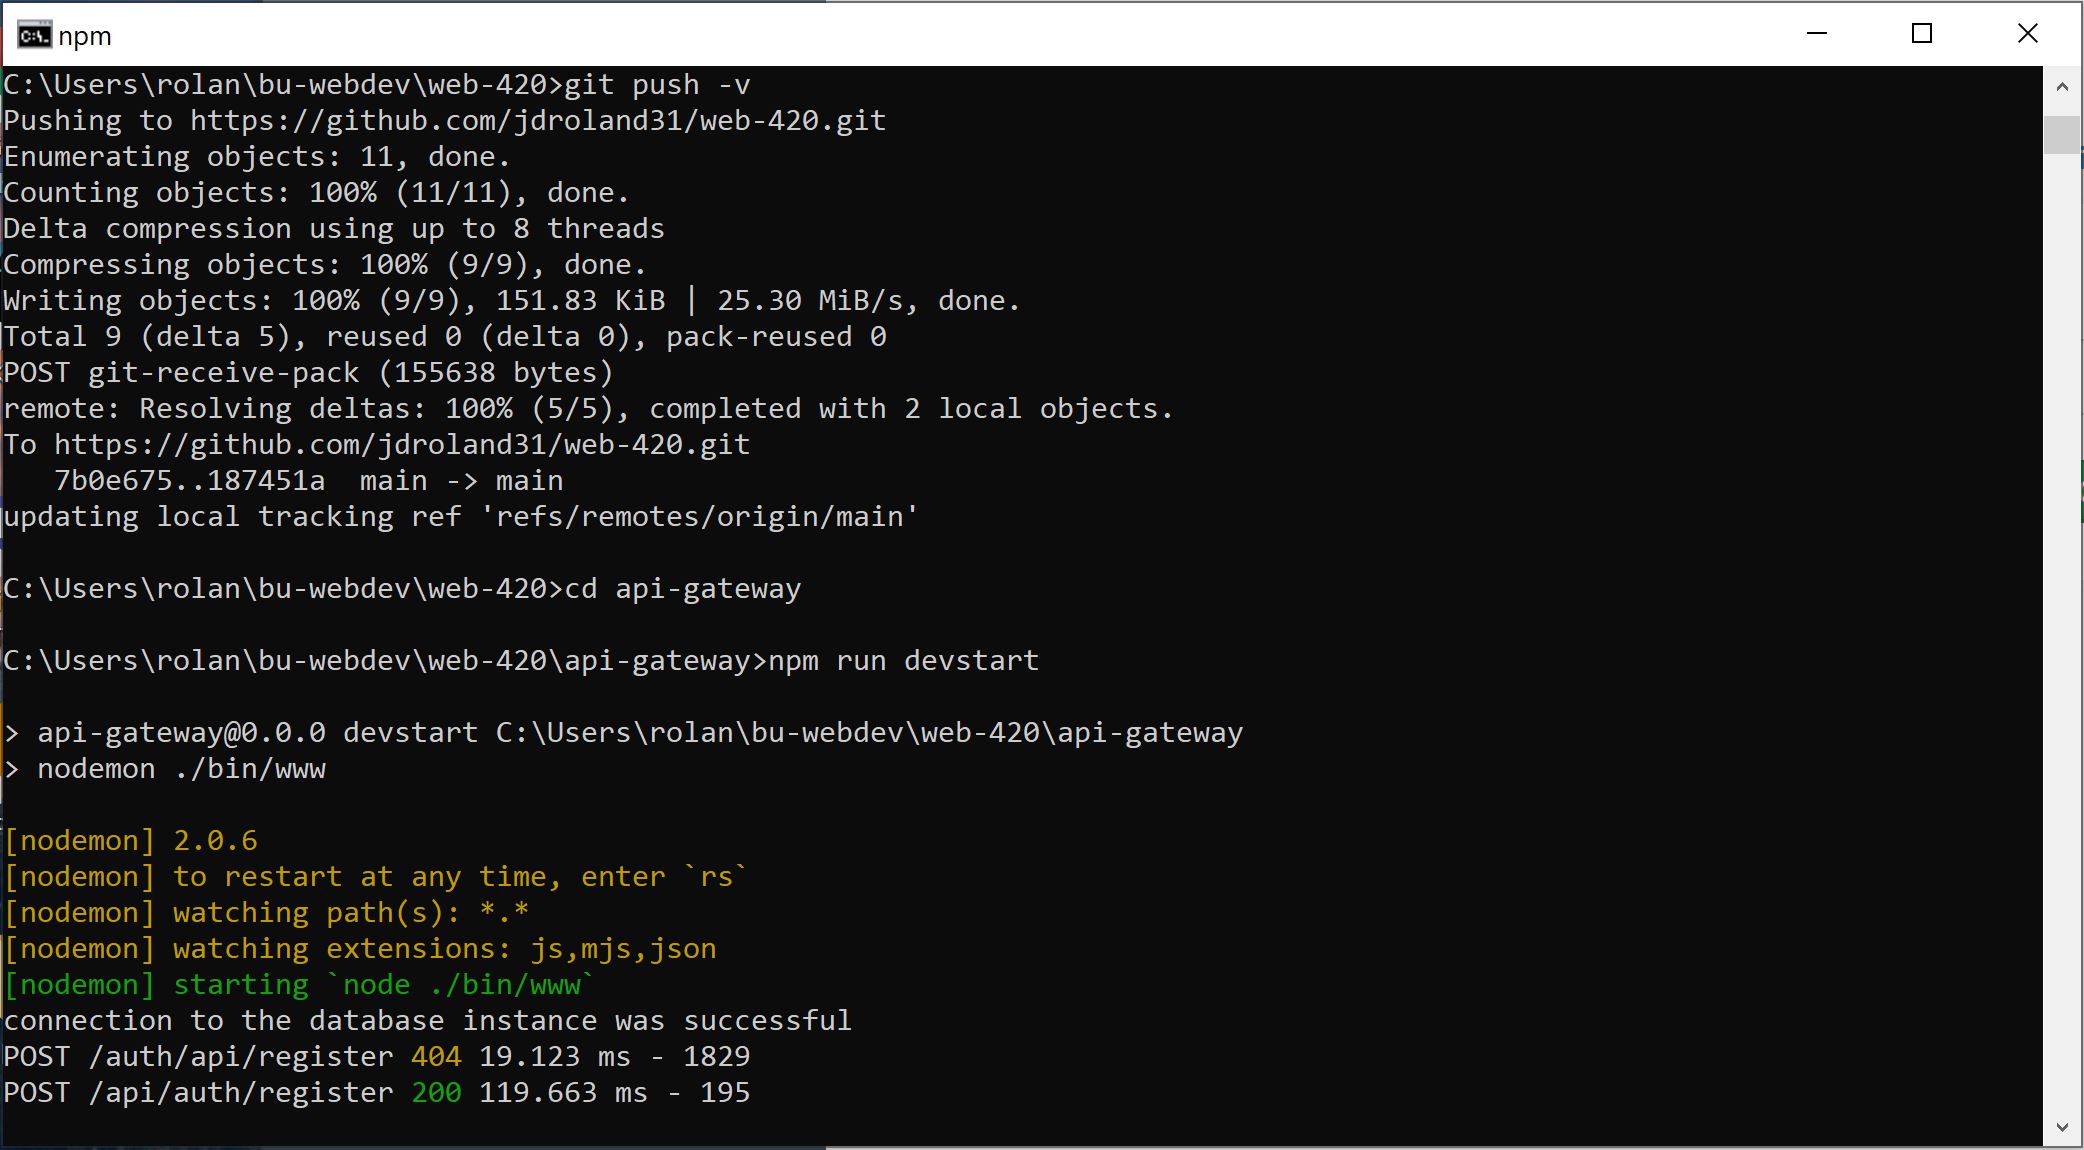 C:\. npm
C:\Users\rolan\bu-webdev\web-420>git push -v
Pushing to https://github.com/jdroland31/web-420.git
Enumerating objects: 11, done.
Counting objects: 100% (11/11), done.
Delta compression using up to 8 threads
Compressing objects: 100% (9/9), done.
Writing objects: 100% (9/9), 151.83 KiB | 25.30 MiB/s, done.
Total 9 (delta 5), reused 0 (delta 0), pack-reused 0
POST git-receive-pack (155638 bytes)
remote: Resolving deltas: 100% (5/5), completed with 2 local objects.
To https://github.com/jdroland31/web-420.git
   7b0e675..187451a  main -> main
updating local tracking ref 'refs/remotes/origin/main'
C:\Users\rolan\bu-webdev\web-420>cd api-gateway
C:\Users\rolan\bu-webdev\web-420\api-gateway>npm run devstart
> api-gateway@0.0.0 devstart C:\Users\rolan\bu-webdev\web-420\api-gateway
> nodemon ./bin/www
[nodemon] 2.0.6
[nodemon] to restart at any time, enter `rs`
[nodemon] watching path(s): *.*
[nodemon] watching extensions: js,mjs,json
[nodemon] starting `node ./bin/www`
connection to the database instance was successful
POST /auth/api/register 404 19.123 ms - 1829
POST /api/auth/register 200 119.663 ms - 195